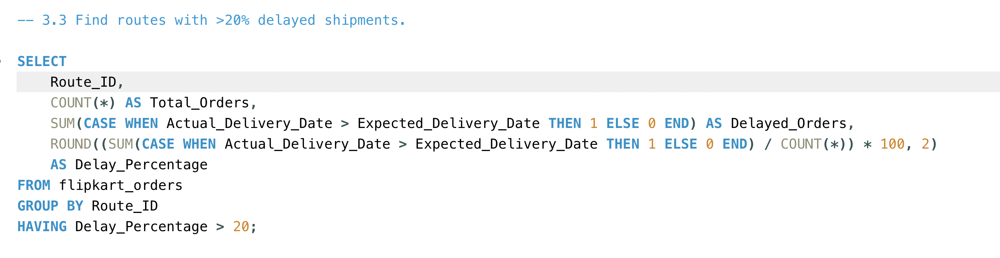 -- 3.3 Find routes with >20% delayed shipments.
SELECT
    Route_ID,
    COUNT(*) AS Total_Orders,
    SUM(CASE WHEN Actual_Delivery_Date > Expected_Delivery_Date THEN 1 ELSE 0 END) AS Delayed_Orders,
    ROUND((SUM(CASE WHEN Actual_Delivery_Date > Expected_Delivery_Date THEN 1 ELSE 0 END) / COUNT(*)) * 100, 2)
    AS Delay_Percentage
FROM flipkart_orders
GROUP BY Route_ID
HAVING Delay_Percentage > 20;